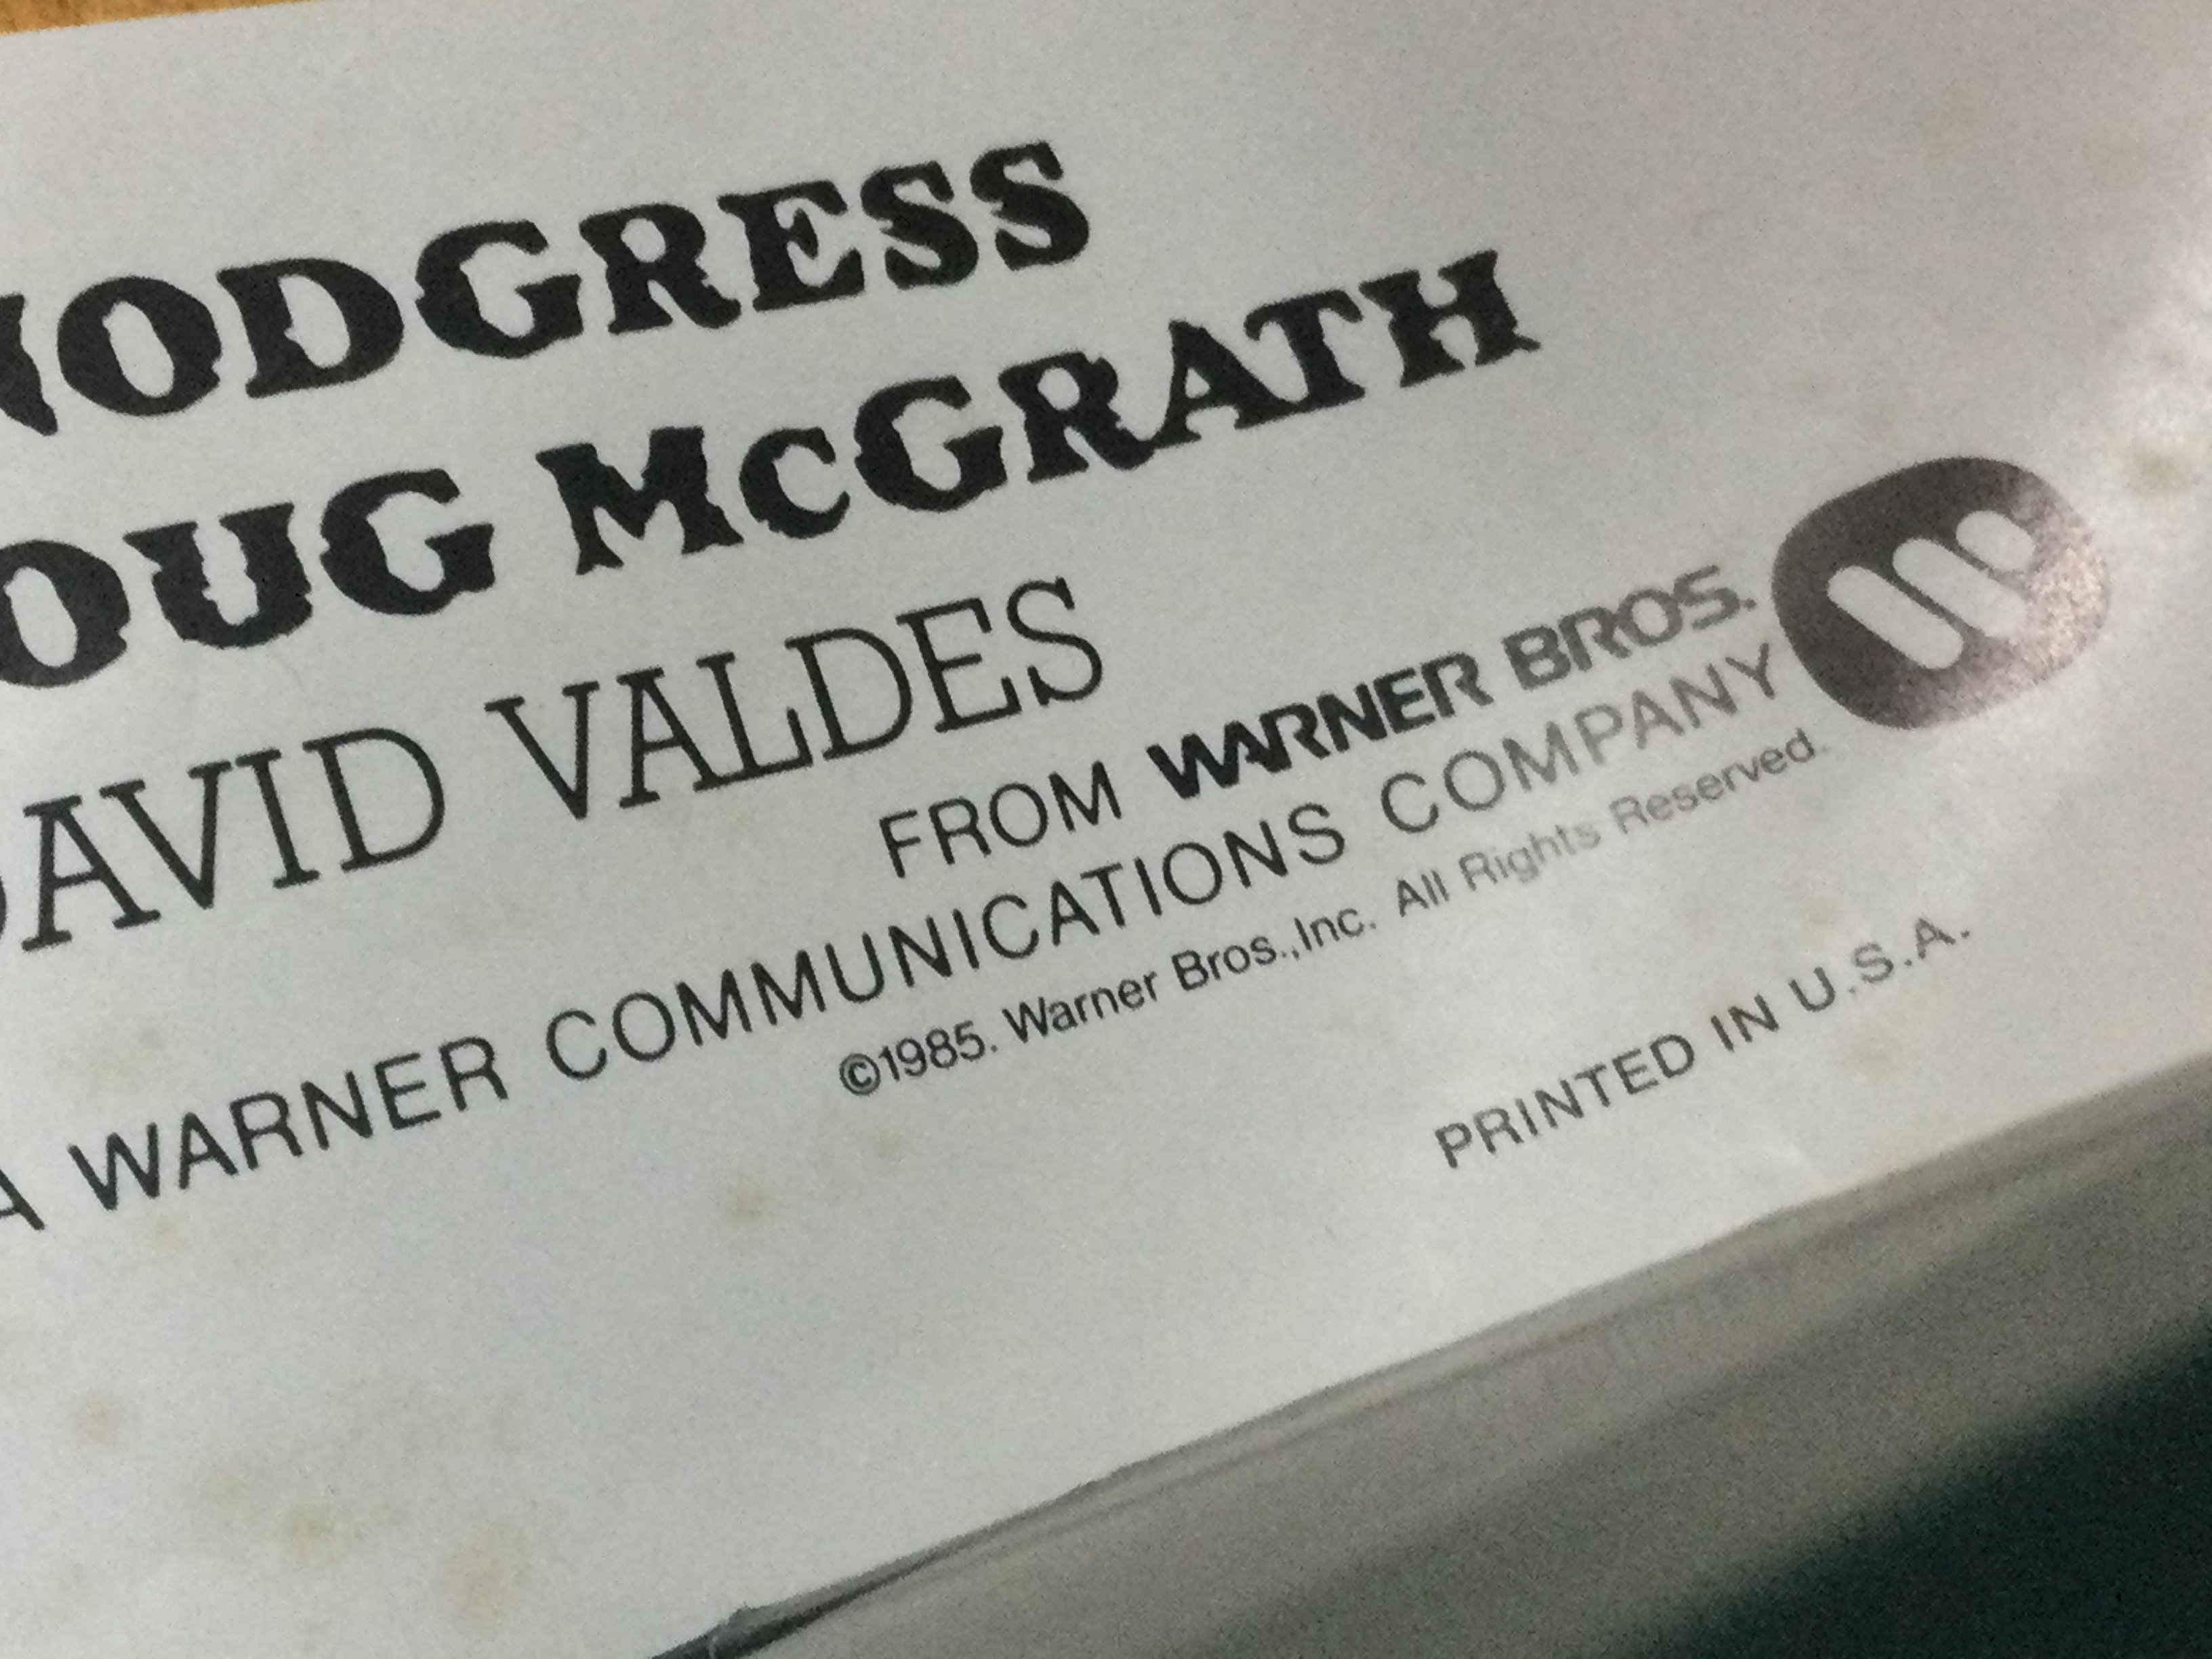 NODGRESS
OUG McGRATH
DAVID VALDES
FROM WARNER BROS.
A WARNER COMMUNICATIONS COMPANY
©1985. Warner Bros.,Inc. All Rights Reserved.
PRINTED IN U.S.A.